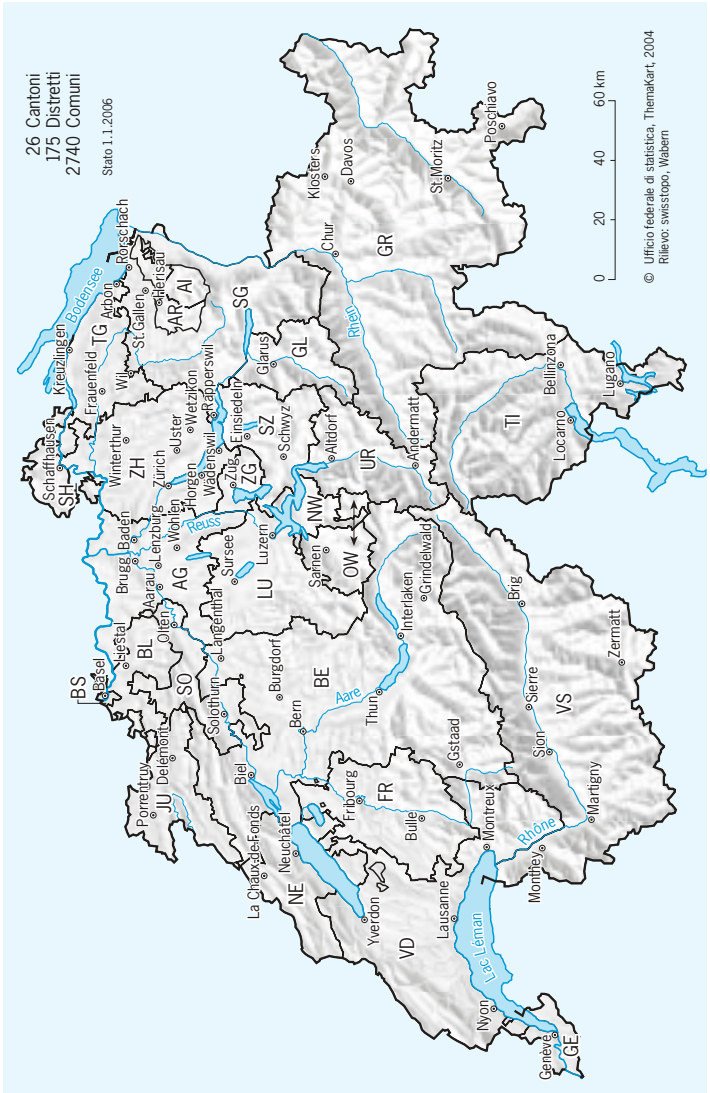 26 Cantoni
175 Distretti
2740 Comuni
Stato 1.1.2006
Schaffhausen
SH
Kreuzlingen
Bodensee
Frauenfeld
TG
Arbon
Rorschach
Wil
St.Gallen
Herisau
AR
AI
SG
BS
Basel
Liestal
BL
Brugg
Baden
Winterthur
ZH
Zürich
Uster
Wetzikon
Rapperswil
Horgen
Wädenswil
Aarau
Lenzburg
Wohlen
AG
Olten
Reuss
Porrentruy
JU
Delémont
SO
Solothurn
Langenthal
Sursee
LU
Luzern
Zug
ZG
Einsiedeln
SZ
Schwyz
Glarus
GL
La Chaux-de-Fonds
Biel
Neuchâtel
NE
Burgdorf
Bern
BE
Aare
Thun
Interlaken
Grindelwald
Sarnen
OW
NW
Altdorf
UR
Andermatt
Rhein
Chur
Klosters
Davos
GR
St.Moritz
Poschiavo
Yverdon
VD
Fribourg
FR
Bulle
Gstaad
Lausanne
Montreux
Lac Léman
Nyon
Genève
GE
Monthey
Rhône
Martigny
Sion
Sierre
VS
Brig
Zermatt
TI
Locarno
Bellinzona
Lugano
0 20 40 60 km
© Ufficio federale di statistica, ThemaKart, 2004
Rilievo: swisstopo, Wabern